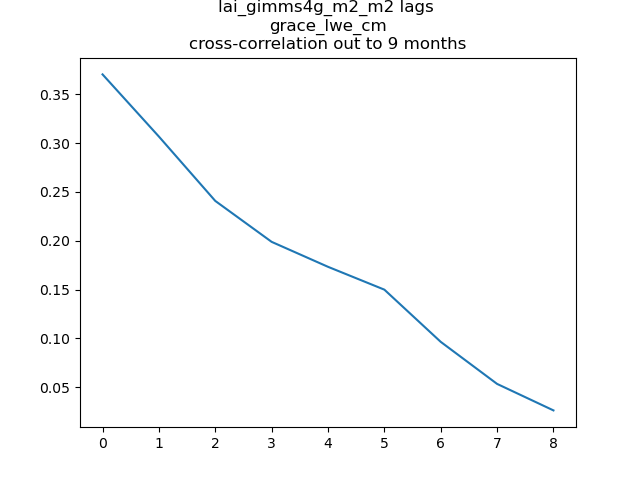 lai_gimms4g_m2_m2 lags
grace_lwe_cm
cross-correlation out to 9 months
0.35
0.30
0.25
0.20
0.15
0.10
0.05
0 1 2 3 4 5 6 7 8